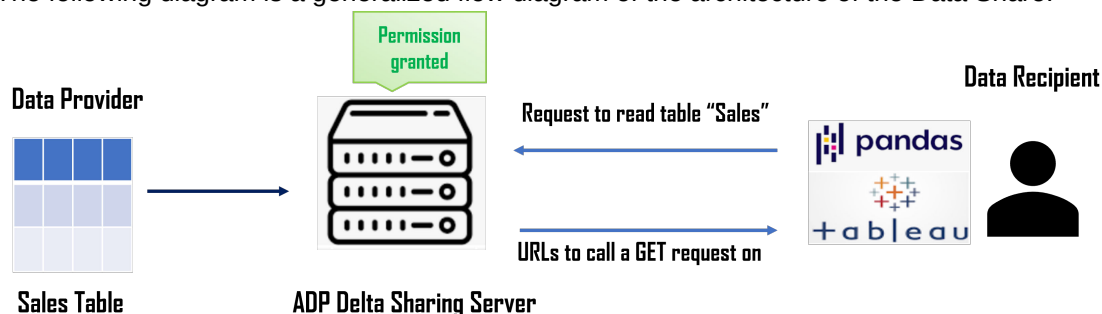 The following diagram is a generalized flow diagram of the architecture of the Data Share.
Permission
granted
Data Provider
Data Recipient
Request to read table “Sales”
pandas
+ableau
URLs to call a GET request on
Sales Table
ADP Delta Sharing Server